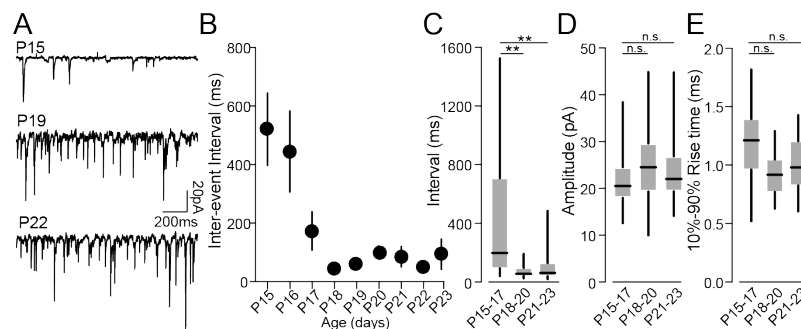 A
P15
P19
P22
20pA
200ms
B
Inter-event Interval (ms)
800
600
400
200
0
P15
P16
P17
P18
P19
P20
P21
P22
P23
Age (days)
C
**
**
Interval (ms)
1600
1200
800
400
0
P15-17
P18-20
P21-23
D
n.s.
n.s.
Amplitude (pA)
50
40
30
20
10
0
P15-17
P18-20
P21-23
E
n.s.
n.s.
10%-90% Rise time (ms)
2.0
1.5
1.0
0.5
0.0
P15-17
P18-20
P21-23